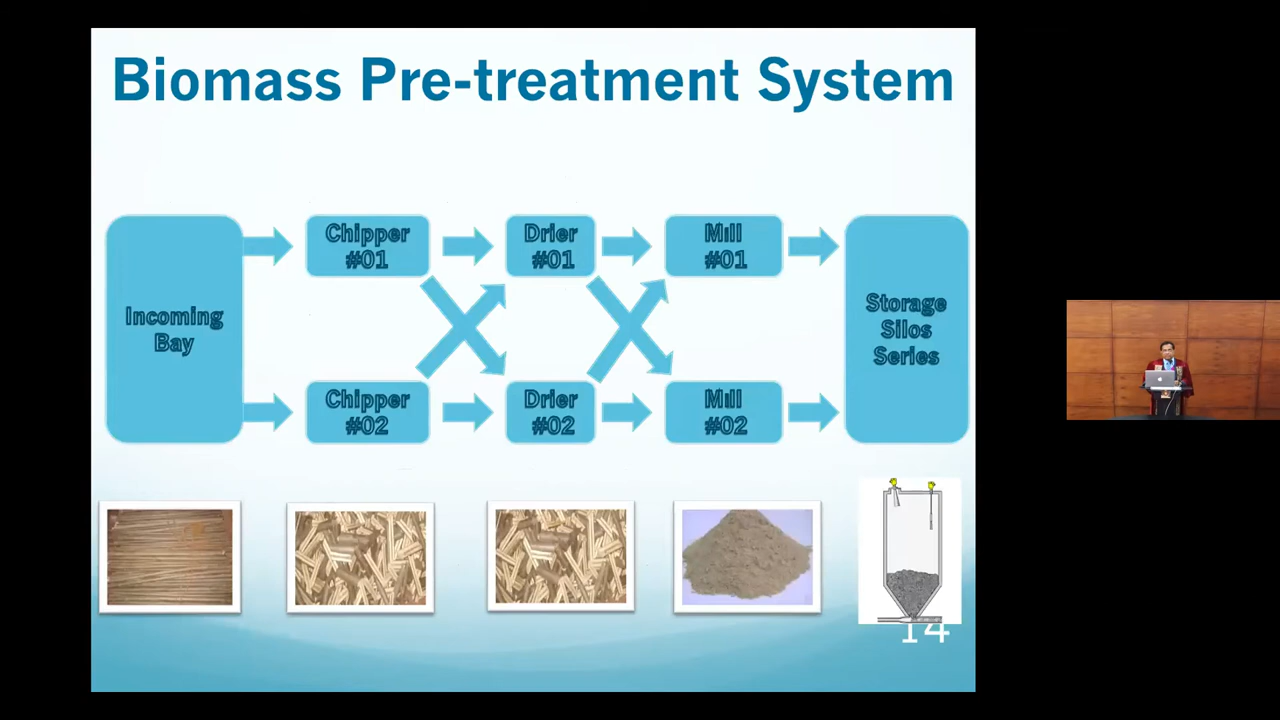 Biomass Pre-treatment System
Incoming
Bay
Chipper
#01
Drier
#01
Mill
#01
Chipper
#02
Drier
#02
Mill
#02
Storage
Silos
Series
14